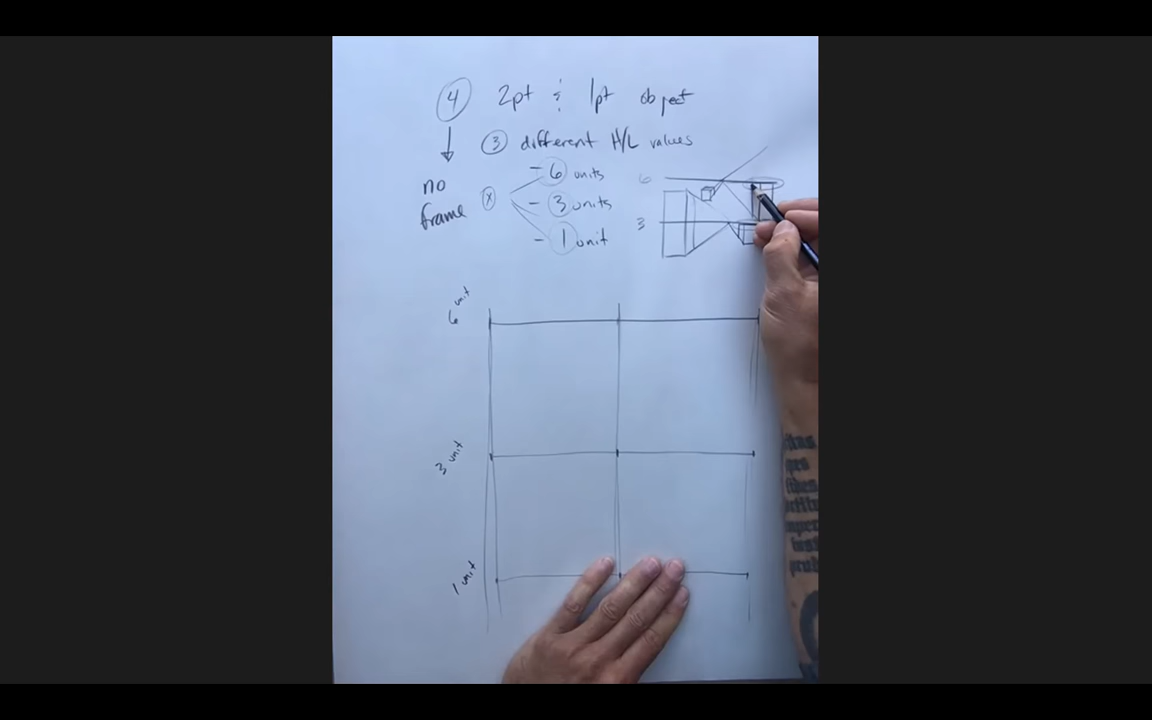 4 2pt & 1pt object
3 different H/L values
no frame
X
- 6 units
- 3 units
- 1 unit
6
3
6 unit
3 unit
1 unit